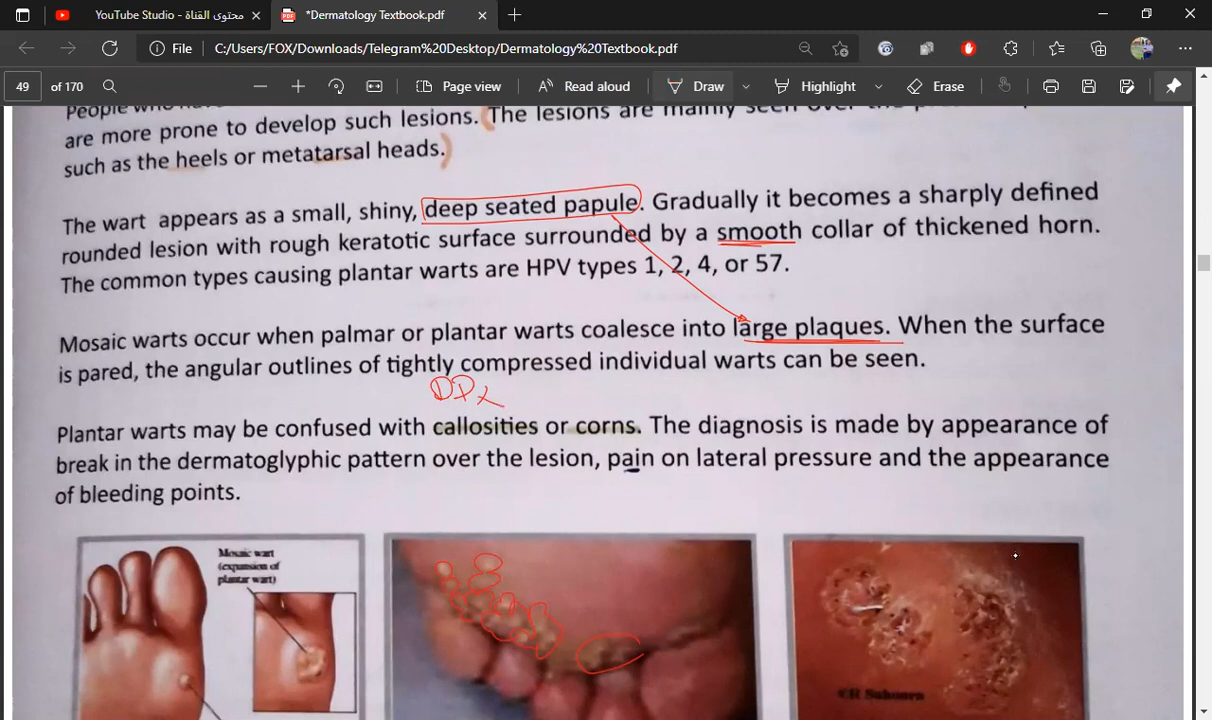 YouTube Studio - محتوى القناة
*Dermatology Textbook.pdf
File
C:/Users/FOX/Downloads/Telegram%20Desktop/Dermatology%20Textbook.pdf
49 of 170
Page view
Read aloud
Draw
Highlight
Erase
People who have
are more prone to develop such lesions. (The lesions are mainly seen over the
such as the heels or metatarsal heads.)
The wart appears as a small, shiny, deep seated papule. Gradually it becomes a sharply defined
rounded lesion with rough keratotic surface surrounded by a smooth collar of thickened horn.
The common types causing plantar warts are HPV types 1, 2, 4, or 57.
Mosaic warts occur when palmar or plantar warts coalesce into large plaques. When the surface
is pared, the angular outlines of tightly compressed individual warts can be seen.
DDx
Plantar warts may be confused with callosities or corns. The diagnosis is made by appearance of
break in the dermatoglyphic pattern over the lesion, pain on lateral pressure and the appearance
of bleeding points.
Mosaic wart
(expansion of
plantar wart)